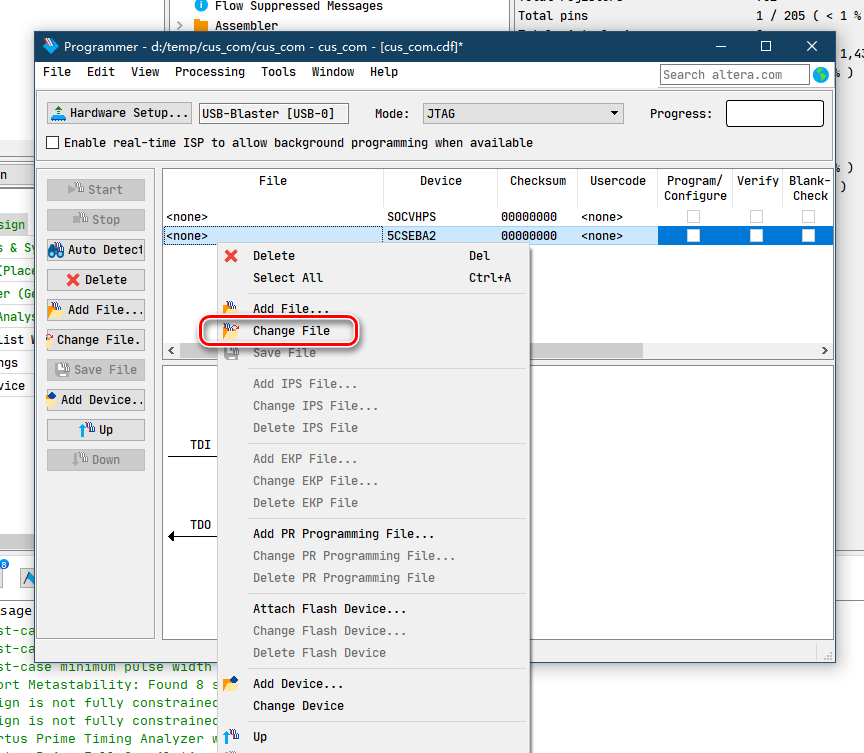 Flow Suppressed Messages
Assembler
Total pins
1 / 205 ( < 1 %
Programmer - d:/temp/cus_com/cus_com - cus_com - [cus_com.cdf]*
File Edit View Processing Tools Window Help
Search altera.com
Hardware Setup...
USB-Blaster [USB-0]
Mode:
JTAG
Progress:
Enable real-time ISP to allow background programming when available
Start
Stop
Auto Detect
Delete
Add File...
Change File.
Save File
Add Device..
Up
Down
File Device Checksum Usercode Program/ Verify Blank-
Configure Check
<none> SOCVHPS 00000000 <none>
<none> 5CSEBA2 00000000 <none>
Delete Del
Select All Ctrl+A
Add File...
Change File
Save File
Add IPS File...
Change IPS File...
Delete IPS File
Add EKP File...
Change EKP File...
Delete EKP File
Add PR Programming File...
Change PR Programming File...
Delete PR Programming File
Attach Flash Device...
Change Flash Device...
Delete Flash Device
Add Device...
Change Device
Up
TDI
TDO
sign
s & Sy
(Place
er (Ge
Analys
list W
ngs
vice
ssage
st-ca
st-ca
st-case minimum pulse width
ort Metastability: Found 8 s
ign is not fully constrained
ign is not fully constrained
rtus Prime Timing Analyzer w